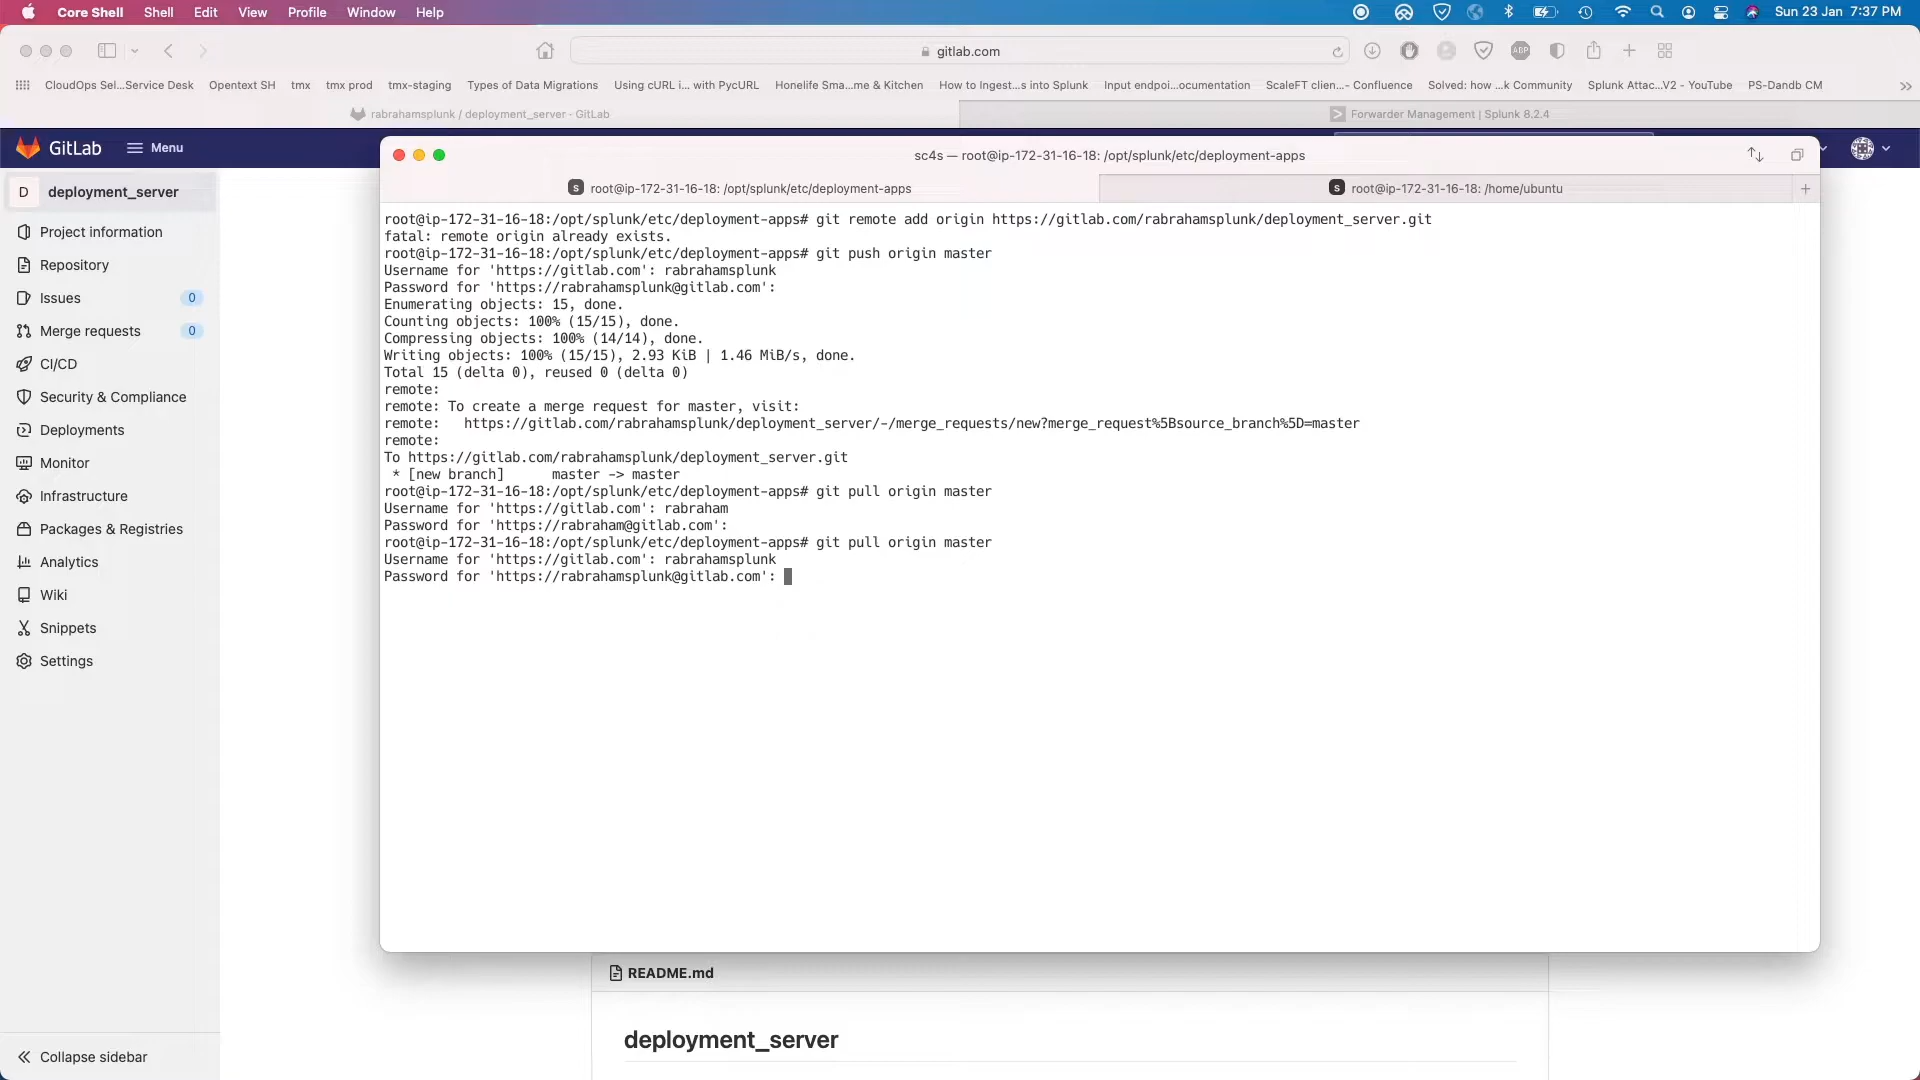 Core Shell Shell Edit View Profile Window Help Sun 23 Jan 7:37 PM
gitlab.com ABP
CloudOps Sel...Service Desk Opentext SH tmx tmx prod tmx-staging Types of Data Migrations Using cURL i... with PycURL Honelife Sma...me & Kitchen How to Ingest...s into Splunk Input endpoi...ocumentation ScaleFT clien...- Confluence Solved: how ...k Community Splunk Attac...V2 - YouTube PS-Dandb CM
rabrahamsplunk / deployment_server - GitLab Forwarder Management | Splunk 8.2.4
GitLab Menu
D deployment_server
Project information
Repository
Issues 0
Merge requests 0
CI/CD
Security & Compliance
Deployments
Monitor
Infrastructure
Packages & Registries
Analytics
Wiki
Snippets
Settings
Collapse sidebar
sc4s — root@ip-172-31-16-18: /opt/splunk/etc/deployment-apps
S root@ip-172-31-16-18: /opt/splunk/etc/deployment-apps S root@ip-172-31-16-18: /home/ubuntu
root@ip-172-31-16-18:/opt/splunk/etc/deployment-apps# git remote add origin https://gitlab.com/rabrahamsplunk/deployment_server.git
fatal: remote origin already exists.
root@ip-172-31-16-18:/opt/splunk/etc/deployment-apps# git push origin master
Username for 'https://gitlab.com': rabrahamsplunk
Password for 'https://rabrahamsplunk@gitlab.com':
Enumerating objects: 15, done.
Counting objects: 100% (15/15), done.
Compressing objects: 100% (14/14), done.
Writing objects: 100% (15/15), 2.93 KiB | 1.46 MiB/s, done.
Total 15 (delta 0), reused 0 (delta 0)
remote:
remote: To create a merge request for master, visit:
remote:   https://gitlab.com/rabrahamsplunk/deployment_server/-/merge_requests/new?merge_request%5Bsource_branch%5D=master
remote:
To https://gitlab.com/rabrahamsplunk/deployment_server.git
 * [new branch]      master -> master
root@ip-172-31-16-18:/opt/splunk/etc/deployment-apps# git pull origin master
Username for 'https://gitlab.com': rabraham
Password for 'https://rabraham@gitlab.com':
root@ip-172-31-16-18:/opt/splunk/etc/deployment-apps# git pull origin master
Username for 'https://gitlab.com': rabrahamsplunk
Password for 'https://rabrahamsplunk@gitlab.com':
README.md
deployment_server